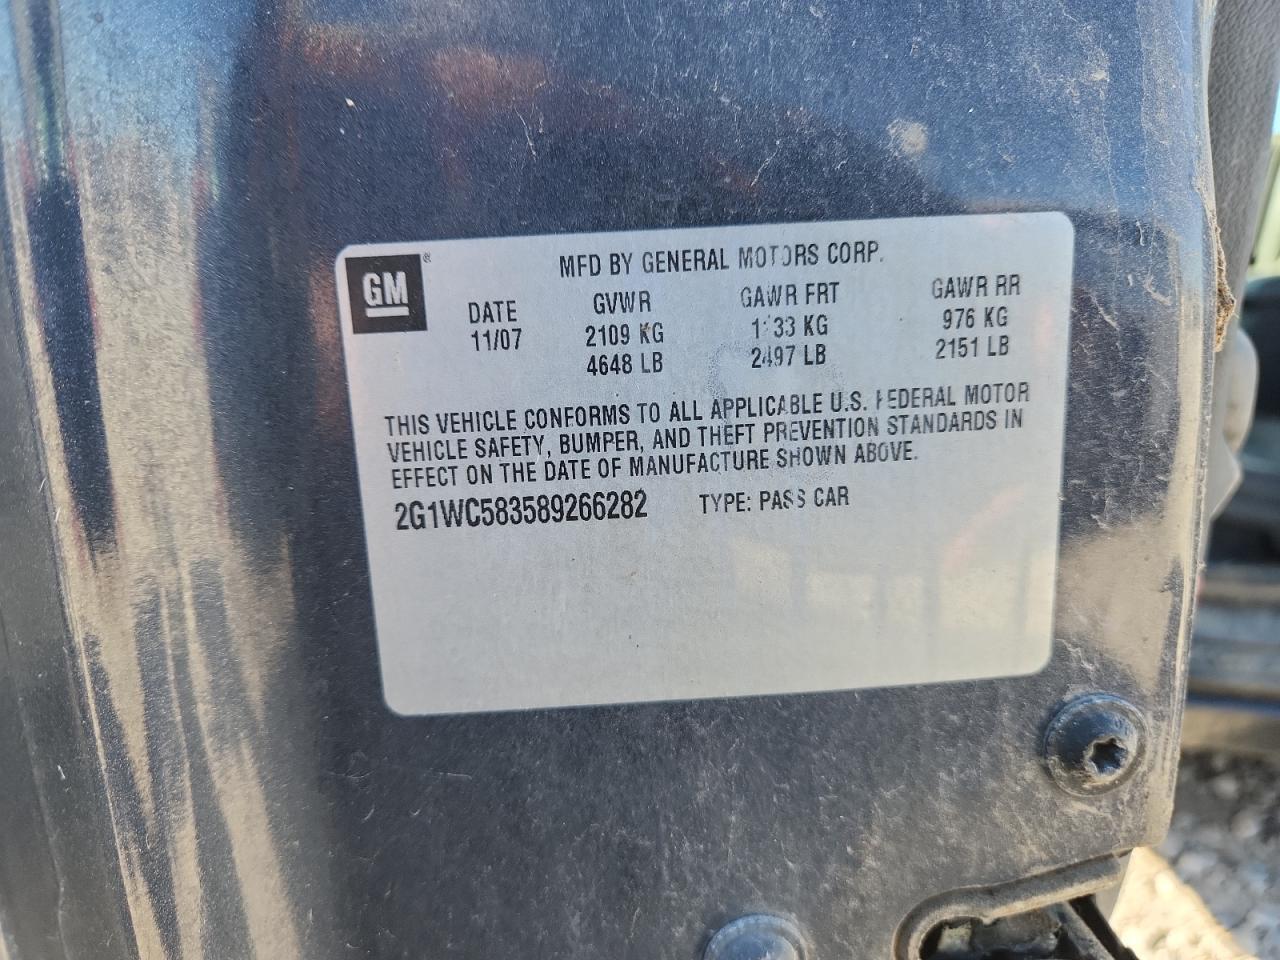 GM®
MFD BY GENERAL MOTORS CORP.
DATE GVWR GAWR FRT GAWR RR
11/07 2109 KG 1133 KG 976 KG
4648 LB 2497 LB 2151 LB
THIS VEHICLE CONFORMS TO ALL APPLICABLE U.S. FEDERAL MOTOR
VEHICLE SAFETY, BUMPER, AND THEFT PREVENTION STANDARDS IN
EFFECT ON THE DATE OF MANUFACTURE SHOWN ABOVE.
2G1WC583589266282 TYPE: PASS CAR